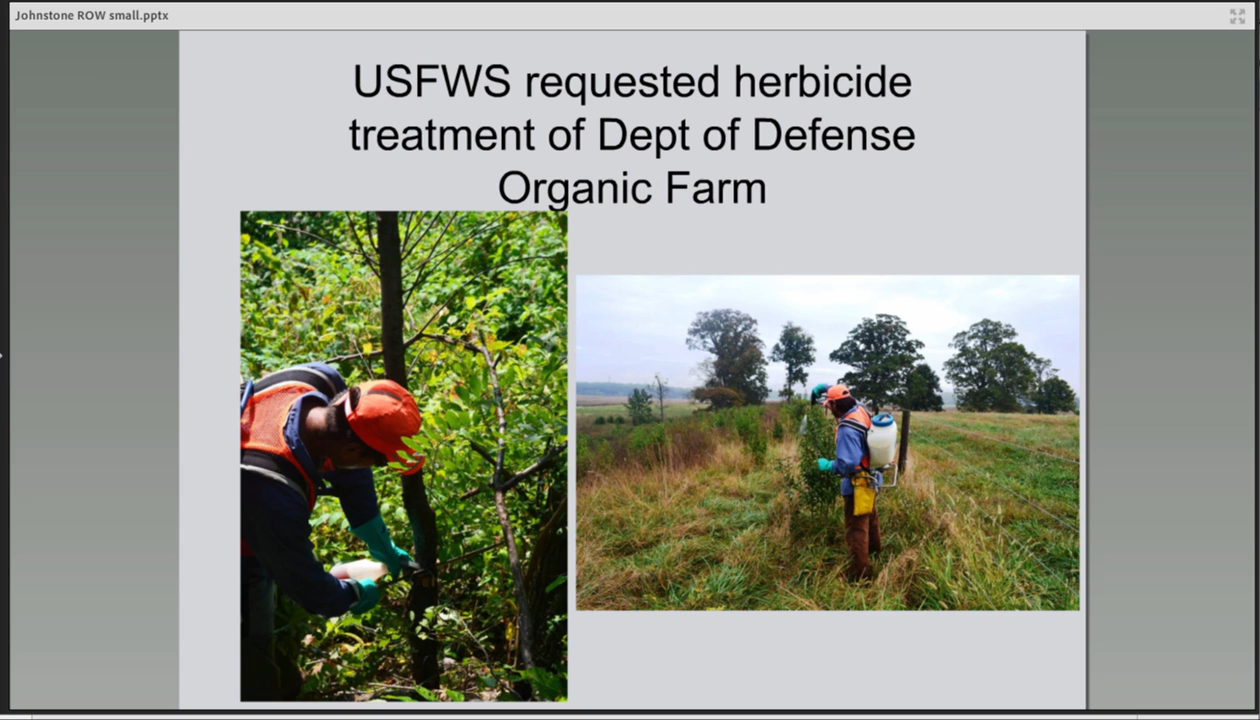 Johnstone ROW small.pptx
USFWS requested herbicide
treatment of Dept of Defense
Organic Farm